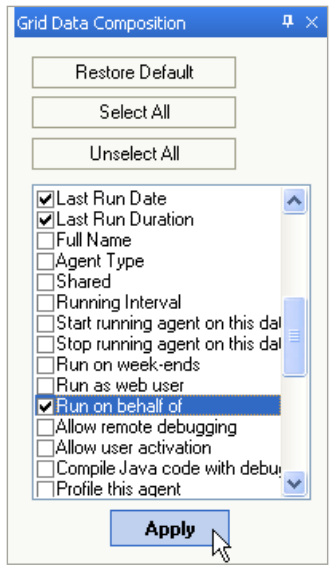 Grid Data Composition
Restore Default
Select All
Unselect All
Last Run Date
Last Run Duration
Full Name
Agent Type
Shared
Running Interval
Start running agent on this dat
Stop running agent on this dat
Run on week-ends
Run as web user
Run on behalf of
Allow remote debugging
Allow user activation
Compile Java code with debug
Profile this agent
Apply